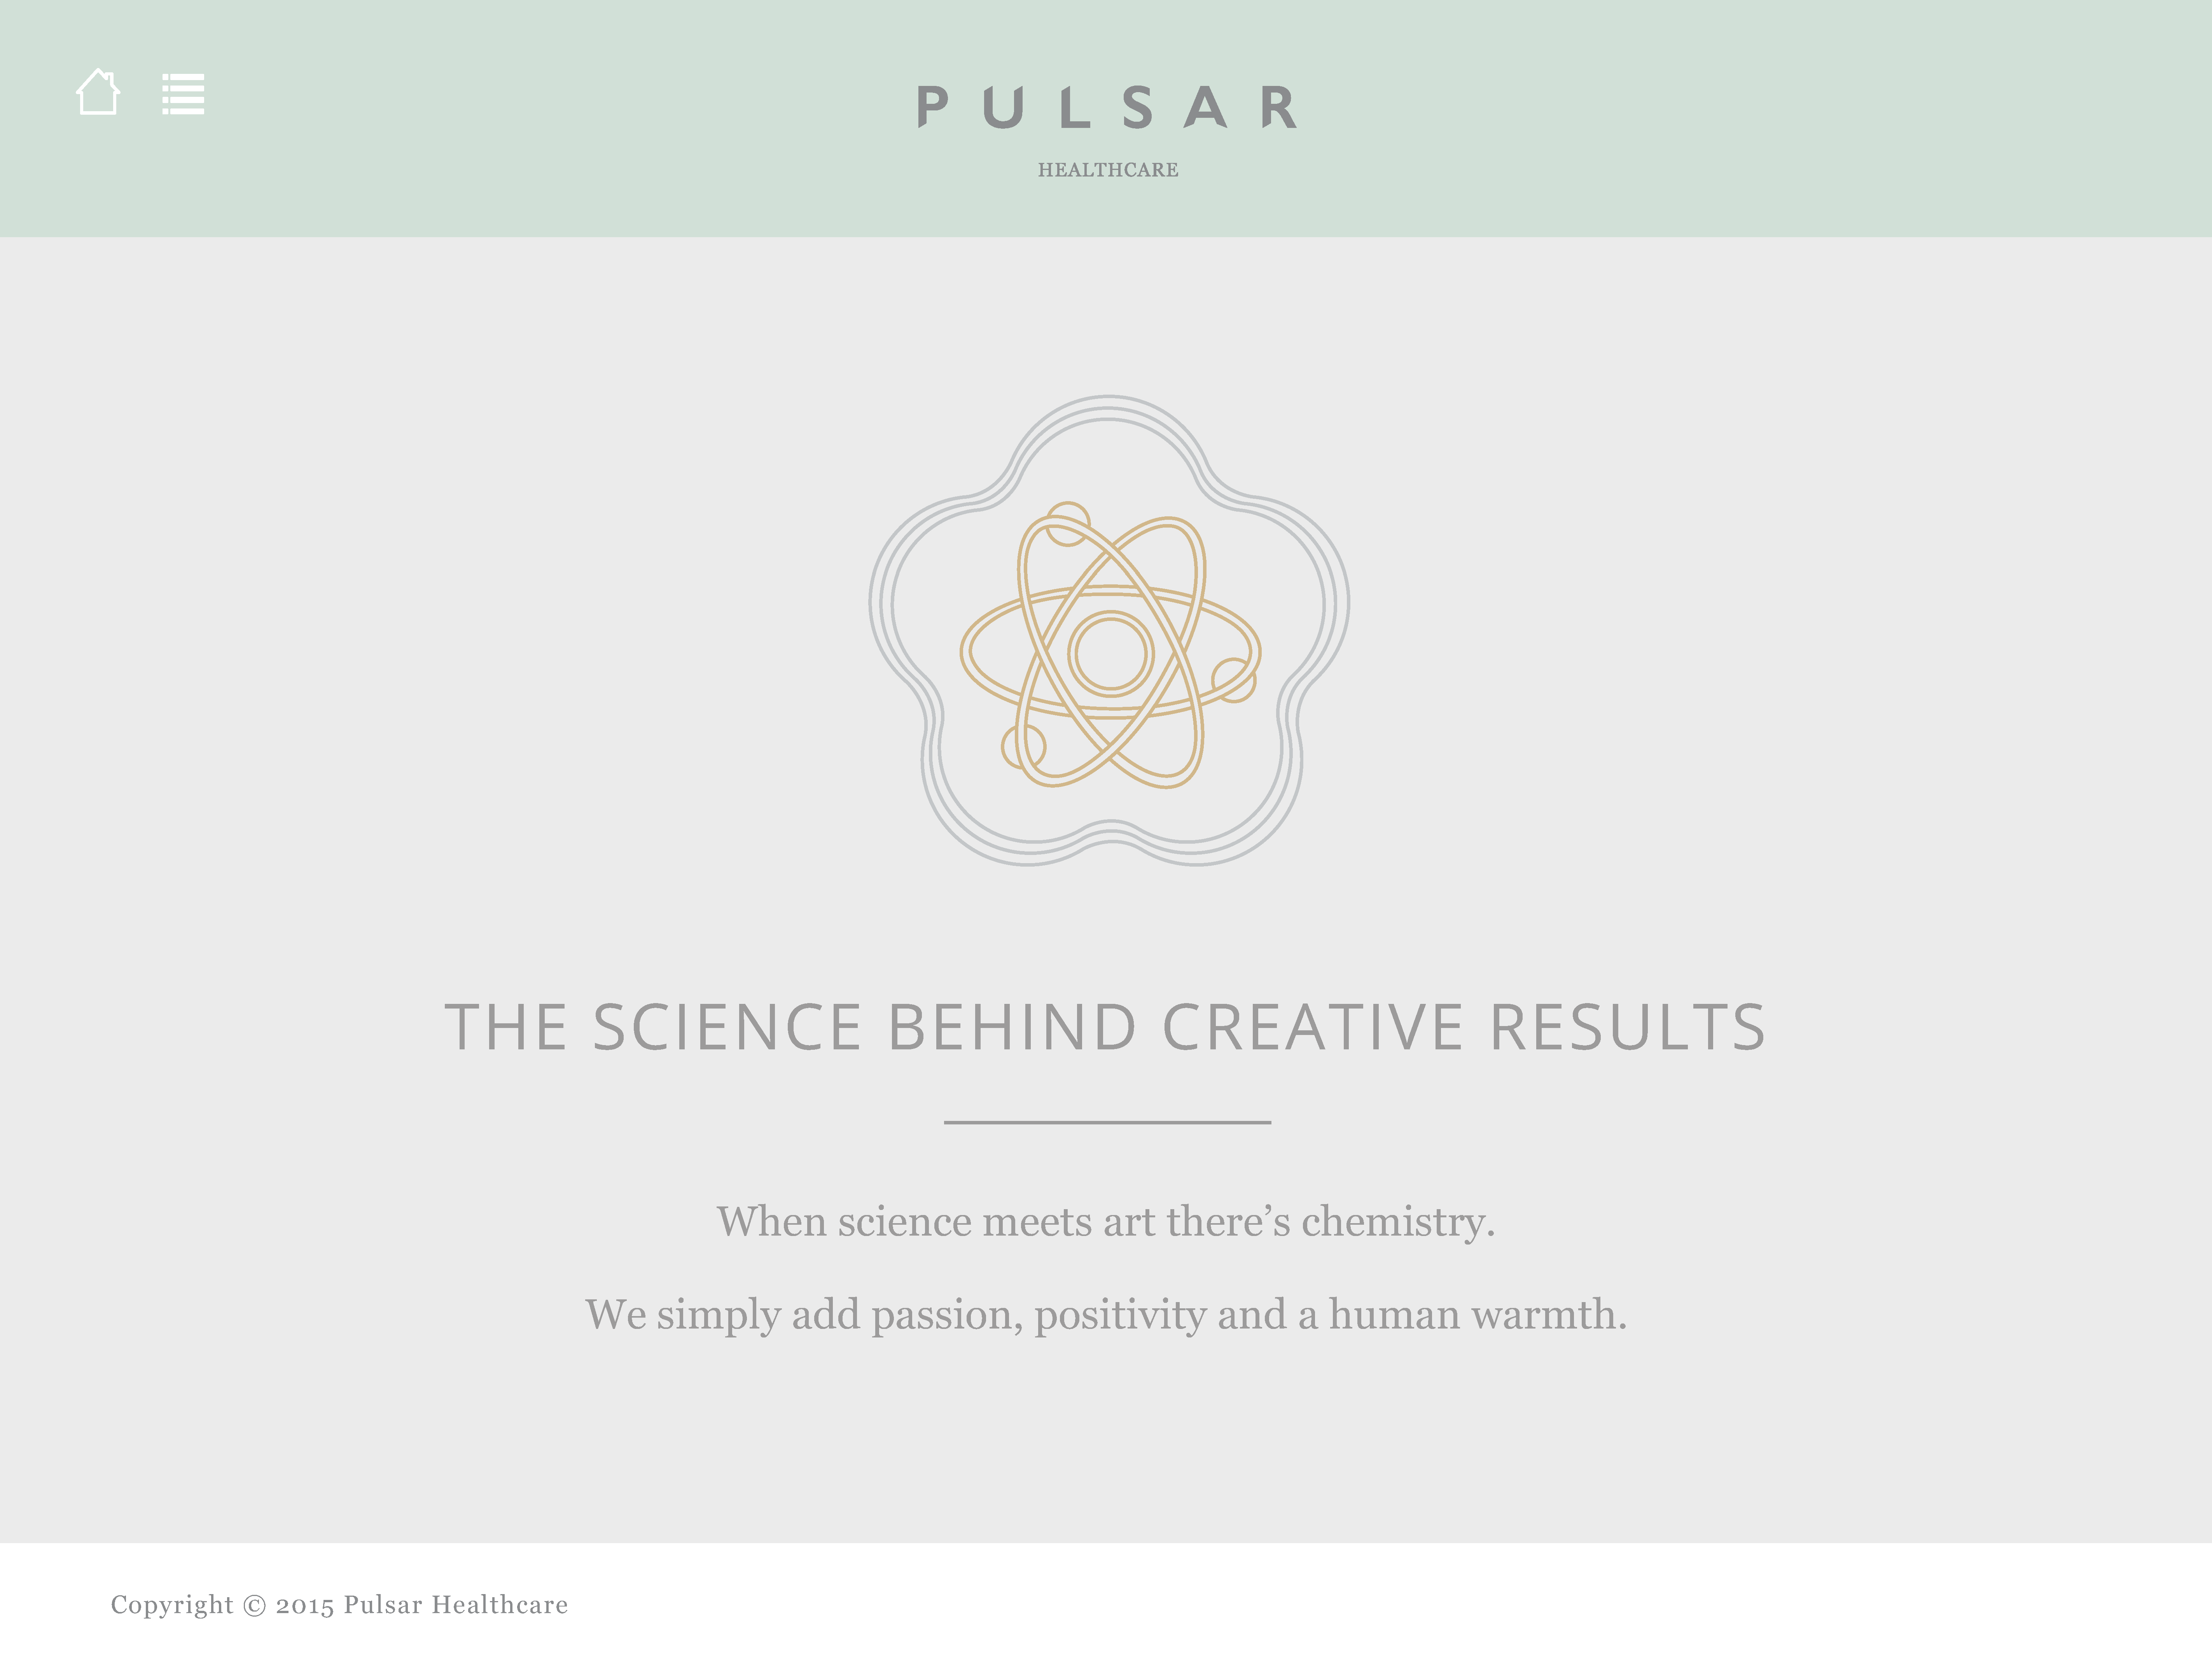 PULSAR
HEALTHCARE
THE SCIENCE BEHIND CREATIVE RESULTS
When science meets art there’s chemistry.
We simply add passion, positivity and a human warmth.
Copyright © 2015 Pulsar Healthcare